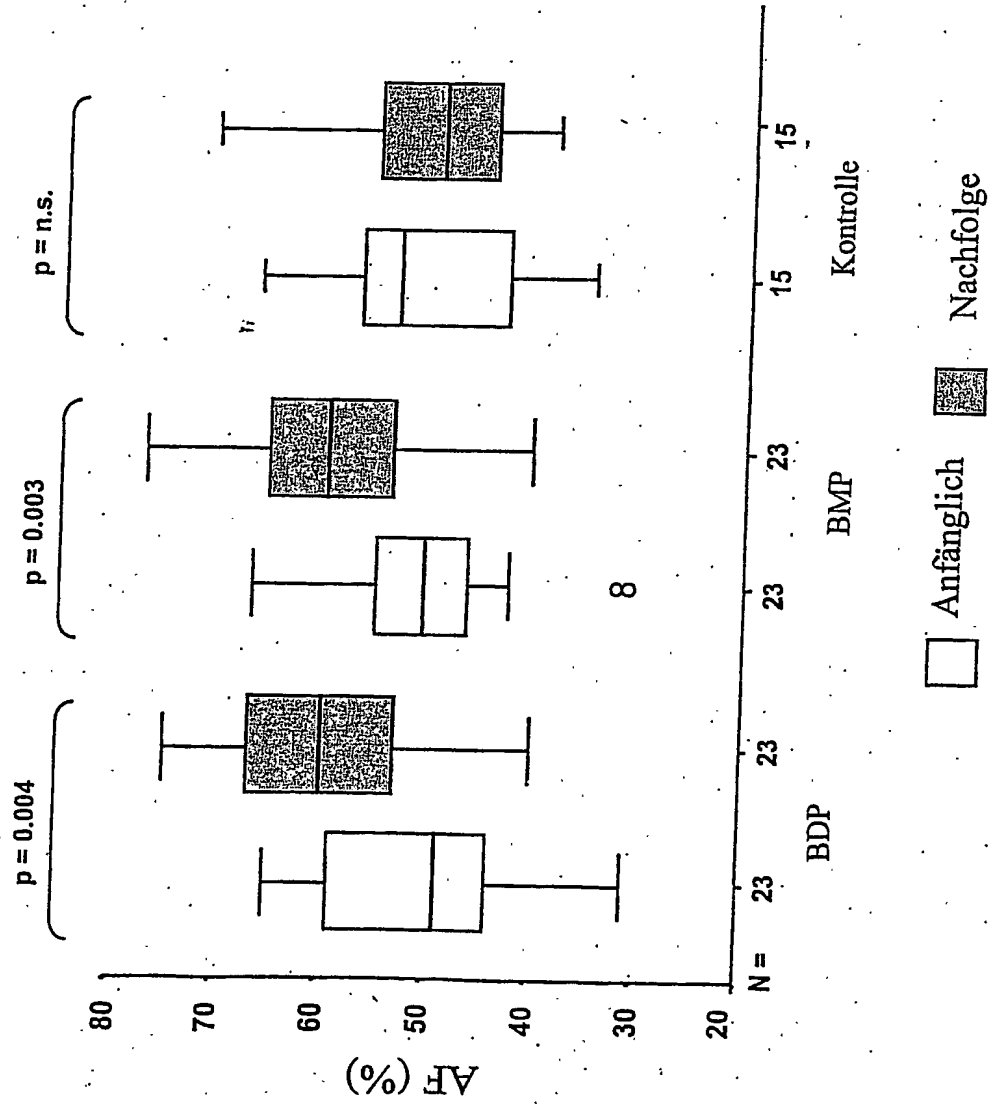 p = 0.004
p = 0.003
p = n.s.
AF (%)
80
70
60
50
40
30
20
8
N =
23
23
23
23
15
15
BDP
BMP
Kontrolle
Anfänglich
Nachfolge